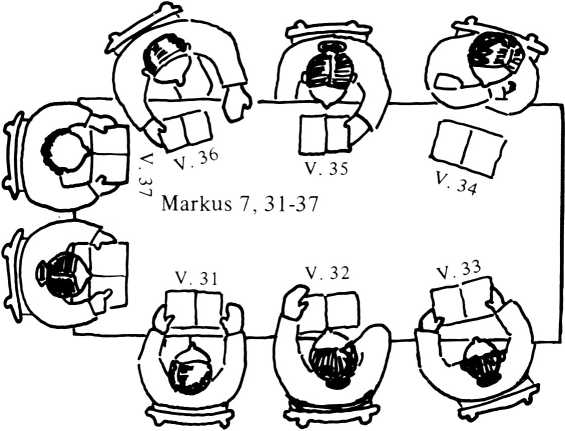 V. 36
V. 35
V. 34
V. 37
Markus 7, 31-37
V. 31
V. 32
V. 33